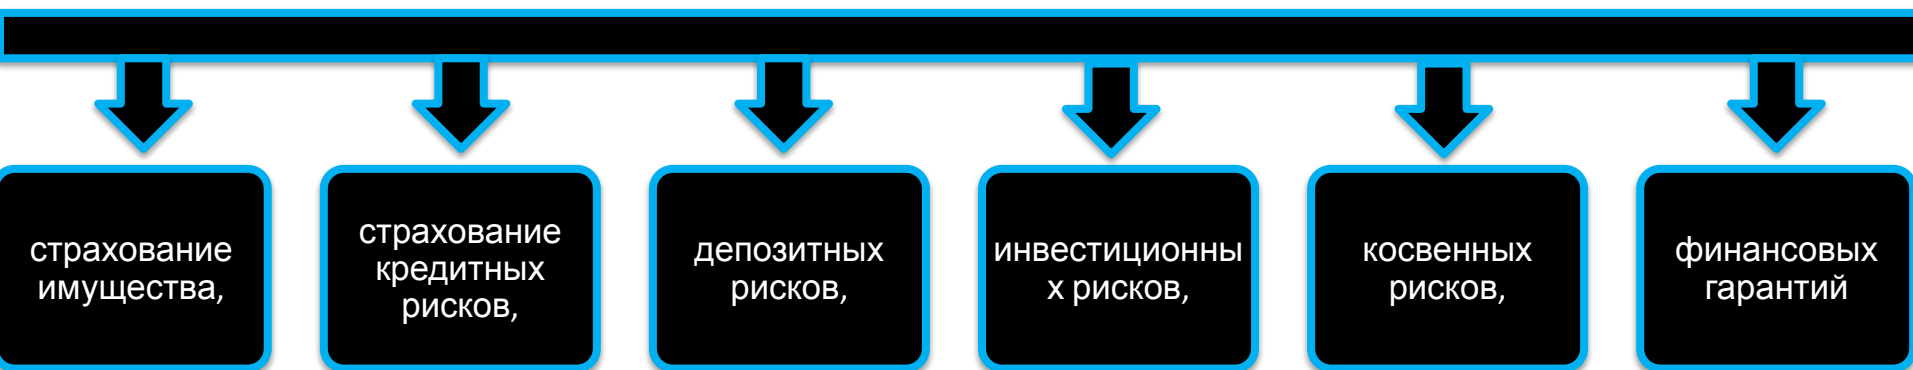 страхование
имущества,
страхование
кредитных
рисков,
депозитных
рисков,
инвестиционны
х рисков,
косвенных
рисков,
финансовых
гарантий